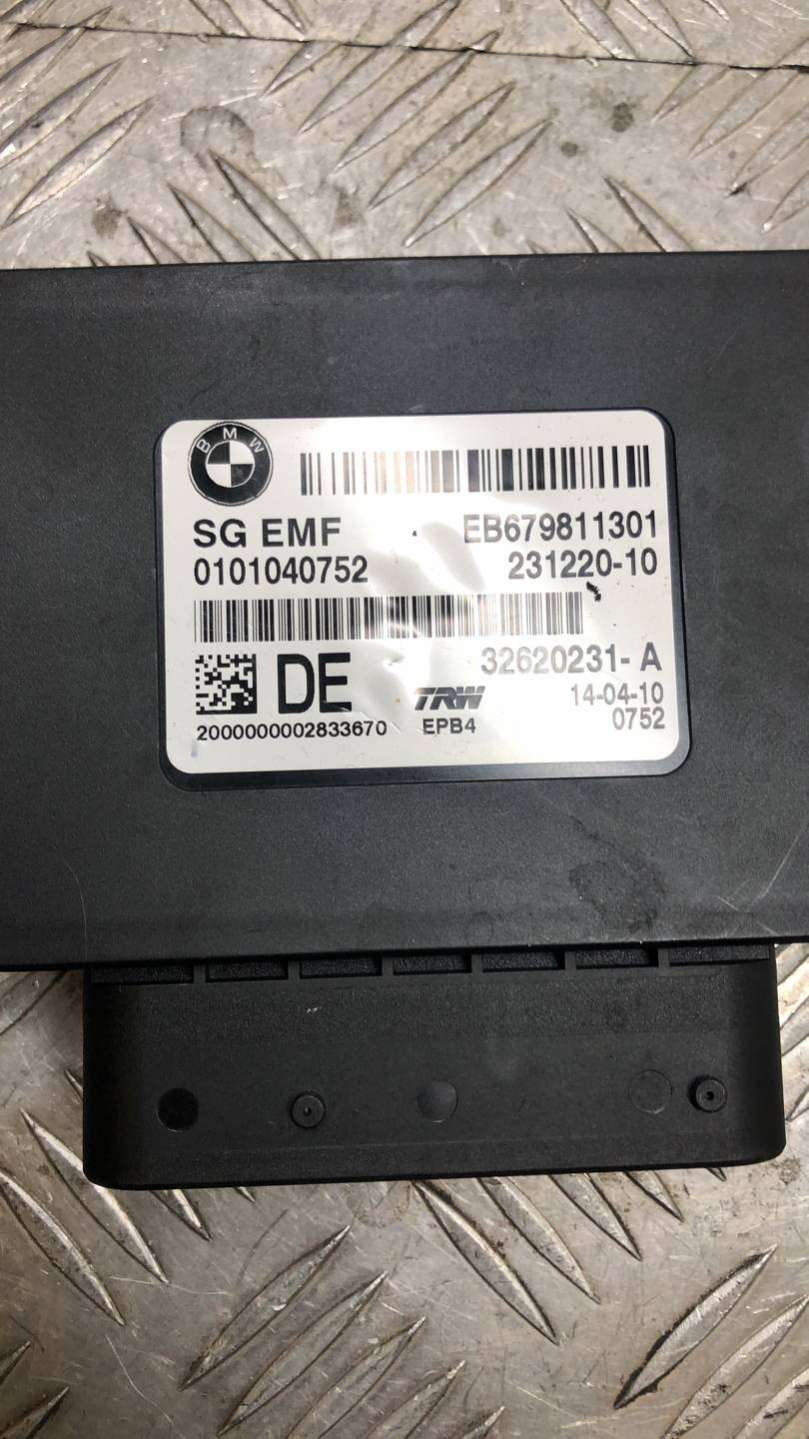 BMW
SG EMF EB679811301
0101040752 231220-10
32620231-A
DE TRW 14-04-10
2000000002833670 EPB4 0752